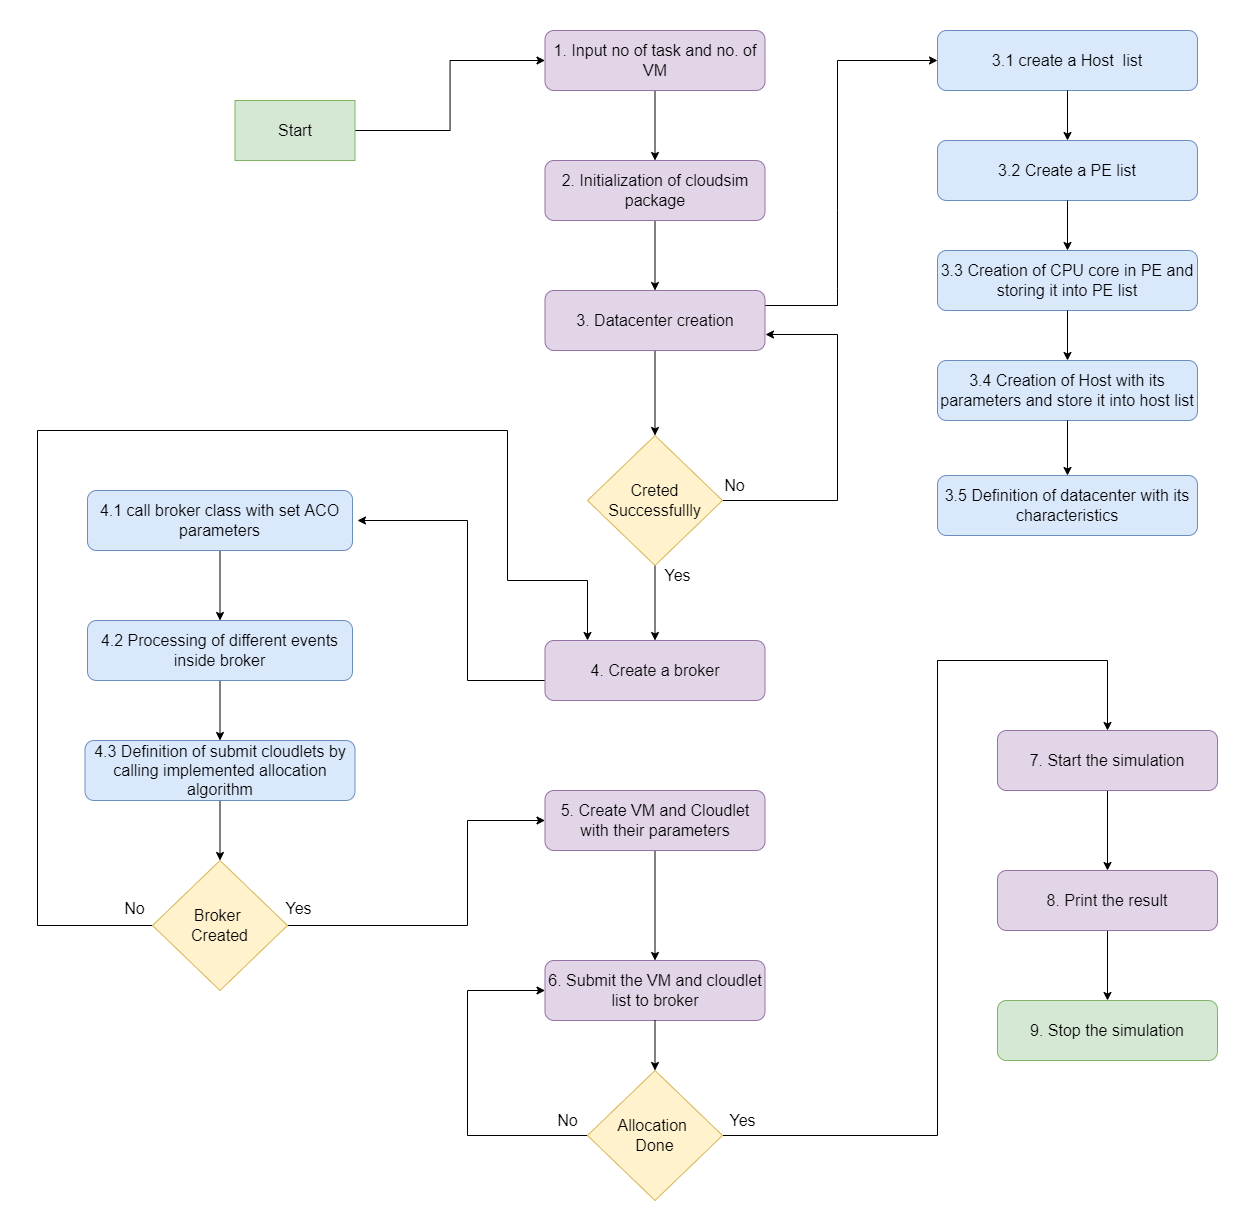 Start
1. Input no of task and no. of
VM
2. Initialization of cloudsim
package
3. Datacenter creation
Creted
Successfullly
No
Yes
3.1 create a Host list
3.2 Create a PE list
3.3 Creation of CPU core in PE and
storing it into PE list
3.4 Creation of Host with its
parameters and store it into host list
3.5 Definition of datacenter with its
characteristics
4. Create a broker
4.1 call broker class with set ACO
parameters
4.2 Processing of different events
inside broker
4.3 Definition of submit cloudlets by
calling implemented allocation
algorithm
Broker
Created
No
Yes
5. Create VM and Cloudlet
with their parameters
6. Submit the VM and cloudlet
list to broker
Allocation
Done
No
Yes
7. Start the simulation
8. Print the result
9. Stop the simulation